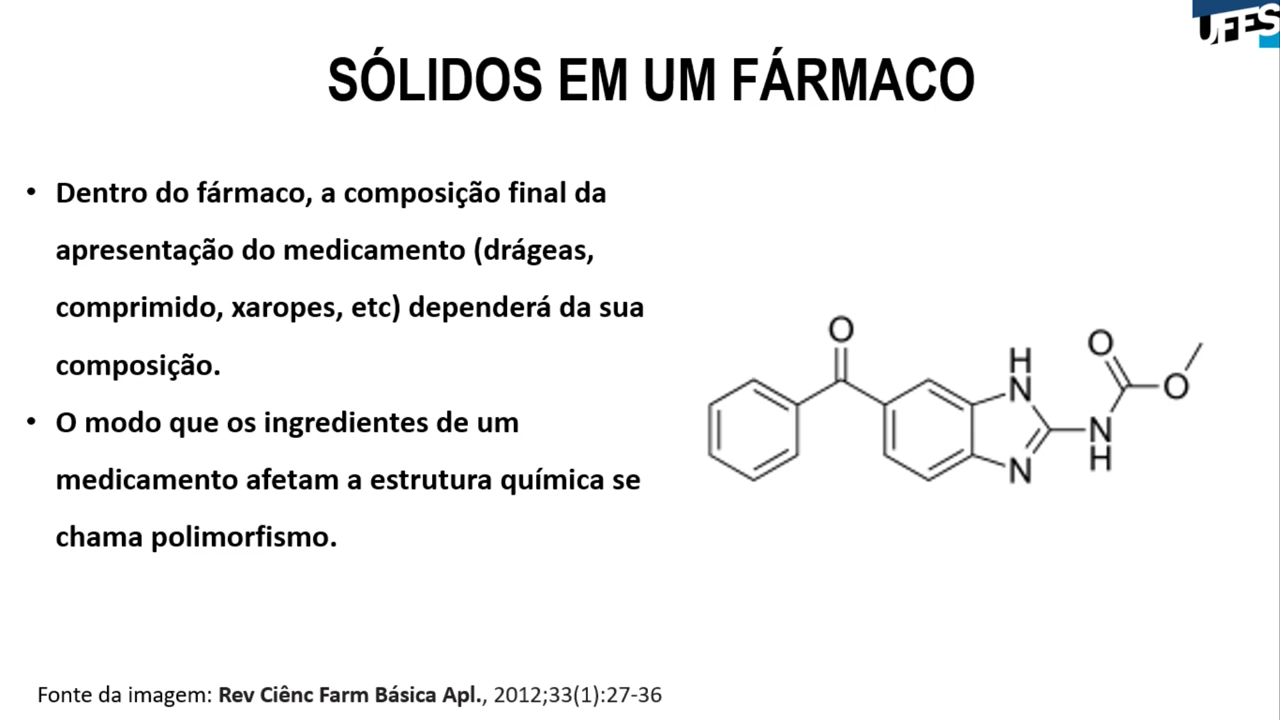 UFES
SÓLIDOS EM UM FÁRMACO
• Dentro do fármaco, a composição final da
apresentação do medicamento (drágeas,
comprimido, xaropes, etc) dependerá da sua
composição.
• O modo que os ingredientes de um
medicamento afetam a estrutura química se
chama polimorfismo.
O
H
N
N
N
H
O
O
Fonte da imagem: Rev Ciênc Farm Básica Apl., 2012;33(1):27-36